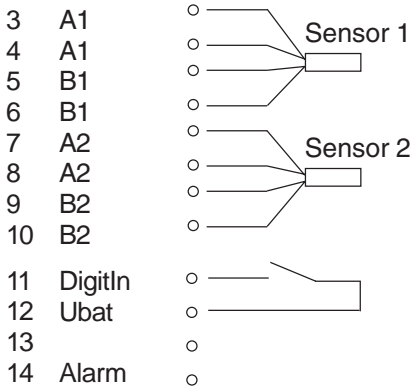 3 A1
4 A1 Sensor 1
5 B1
6 B1
7 A2
8 A2 Sensor 2
9 B2
10 B2
11 DigitIn
12 Ubat
13
14 Alarm